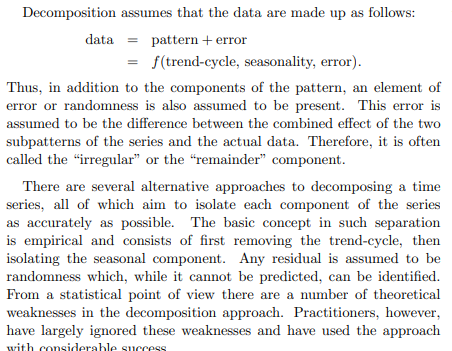 Decomposition assumes that the data are made up as follows:
data = pattern + error
= f(trend-cycle, seasonality, error).
Thus, in addition to the components of the pattern, an element of
error or randomness is also assumed to be present. This error is
assumed to be the difference between the combined effect of the two
subpatterns of the series and the actual data. Therefore, it is often
called the “irregular” or the “remainder” component.
There are several alternative approaches to decomposing a time
series, all of which aim to isolate each component of the series
as accurately as possible. The basic concept in such separation
is empirical and consists of first removing the trend-cycle, then
isolating the seasonal component. Any residual is assumed to be
randomness which, while it cannot be predicted, can be identified.
From a statistical point of view there are a number of theoretical
weaknesses in the decomposition approach. Practitioners, however,
have largely ignored these weaknesses and have used the approach
with considerable success